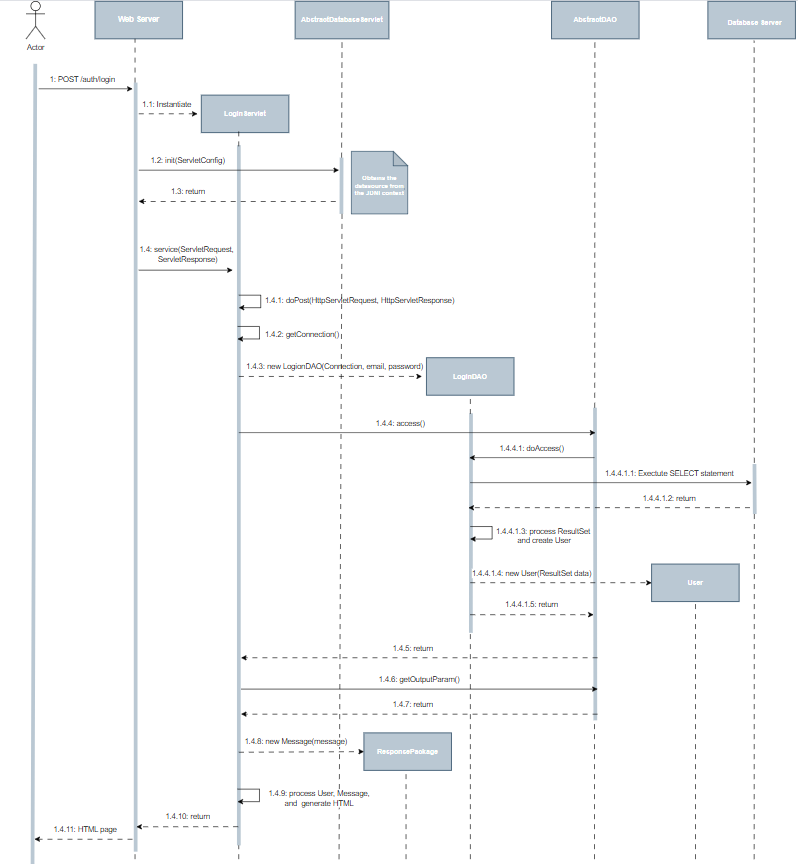 Web Server
AbstractDatabaseServlet
AbstractDAO
Database Server
Actor
1: POST /auth/login
1.1: Instantiate
LoginServlet
1.2: init(ServletConfig)
Obtains the
datasource from
the JDNI context
1.3: return
1.4: service(ServletRequest,
ServletResponse)
1.4.1: doPost(HttpServletRequest, HttpServletResponse)
1.4.2: getConnection()
1.4.3: new LogionDAO(Connection, email, password)
LoginDAO
1.4.4: access()
1.4.4.1: doAccess()
1.4.4.1.1: Exectute SELECT statement
1.4.4.1.2: return
1.4.4.1.3: process ResultSet
and create User
1.4.4.1.4: new User(ResultSet data)
User
1.4.4.1.5: return
1.4.5: return
1.4.6: getOutputParam()
1.4.7: return
1.4.8: new Message(message)
ResponsePankage
1.4.9: process User, Message,
and generate HTML
1.4.10: return
1.4.11: HTML page